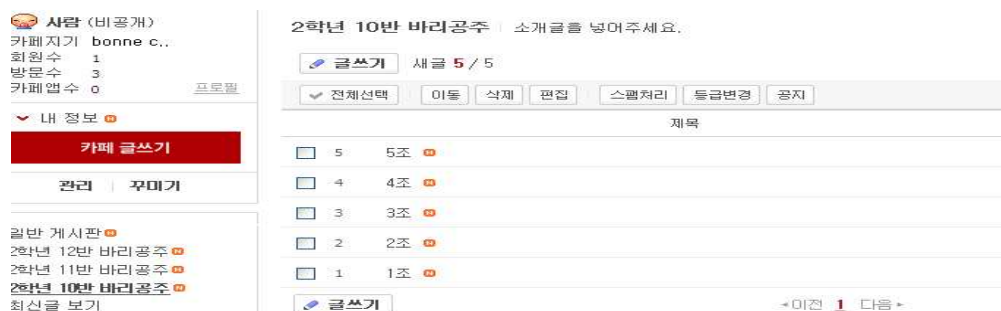 사람 (비공개)
카페지기 bonne c..
회원수 1
방문수 3
카페앱수 0 프로필
내 정보
카페 글쓰기
관리 꾸미기
일반 게시판
2학년 12반 바리공주
2학년 11반 바리공주
2학년 10반 바리공주
최신글 보기
2학년 10반 바리공주 소개글을 넣어주세요.
글쓰기 새글 5 / 5
전체선택 이동 삭제 편집 스팸처리 등급변경 공지
제목
5 5조
4 4조
3 3조
2 2조
1 1조
글쓰기 이전 1 다음